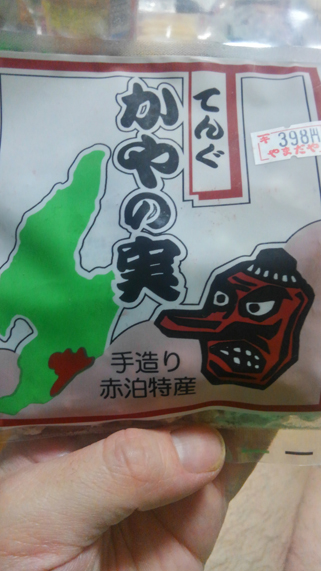 てんぐ
かやの実
398円
やまだや
手造り
赤泊特産